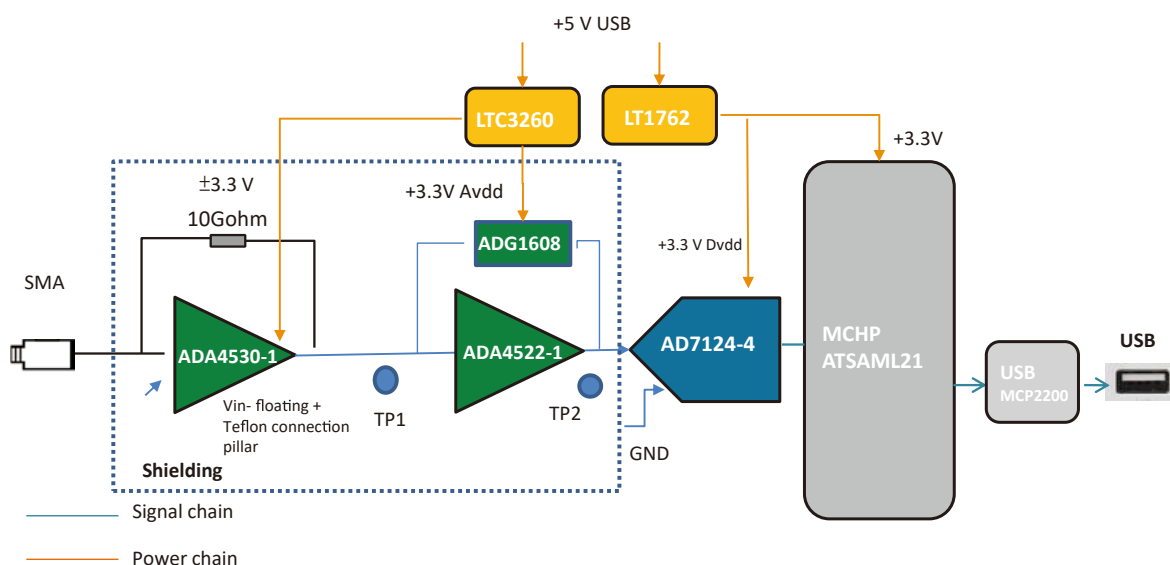 +5 V USB
LTC3260
LT1762
+3.3V
±3.3 V
+3.3V Avdd
10Gohm
ADG1608
+3.3 V Dvdd
SMA
ADA4530-1
ADA4522-1
AD7124-4
MCHP
ATSAML21
USB
MCP2200
USB
Vin- floating +
Teflon connection
pillar
TP1
TP2
GND
Shielding
Signal chain
Power chain